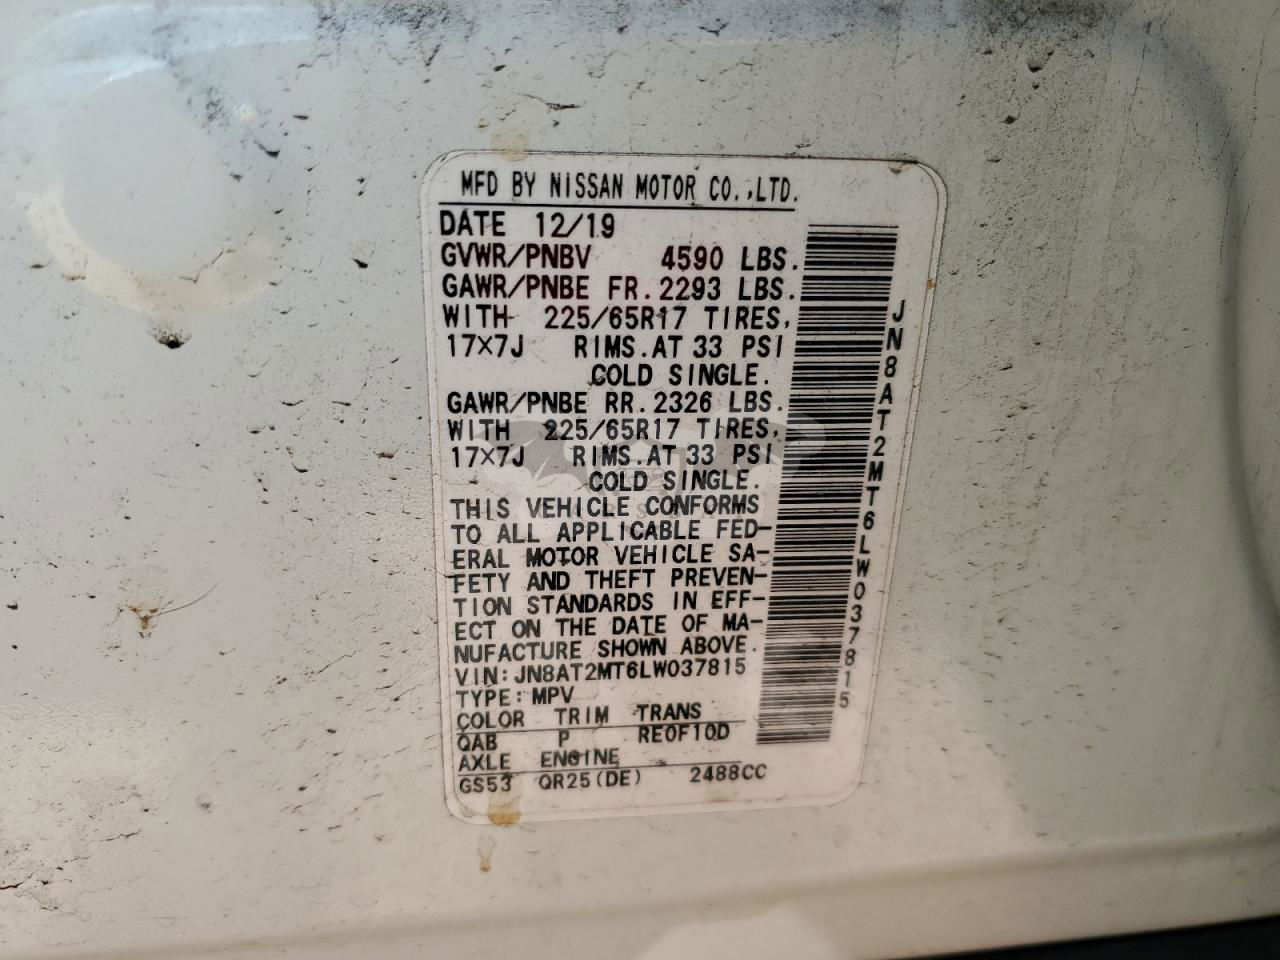 MFD BY NISSAN MOTOR CO.,LTD.
DATE 12/19
GVWR/PNBV 4590 LBS.
GAWR/PNBE FR.2293 LBS.
WITH 225/65R17 TIRES,
17X7J RIMS.AT 33 PSI
COLD SINGLE.
GAWR/PNBE RR.2326 LBS.
WITH 225/65R17 TIRES,
17X7J RIMS.AT 33 PSI
COLD SINGLE.
THIS VEHICLE CONFORMS
TO ALL APPLICABLE FED-
ERAL MOTOR VEHICLE SA-
FETY AND THEFT PREVEN-
TION STANDARDS IN EFF-
ECT ON THE DATE OF MA-
NUFACTURE SHOWN ABOVE.
VIN:JN8AT2MT6LW037815
TYPE:MPV
COLOR TRIM TRANS
QAB P RE0F10D
AXLE ENGINE
GS53 QR25(DE) 2488CC
JN8AT2MT6LW037815